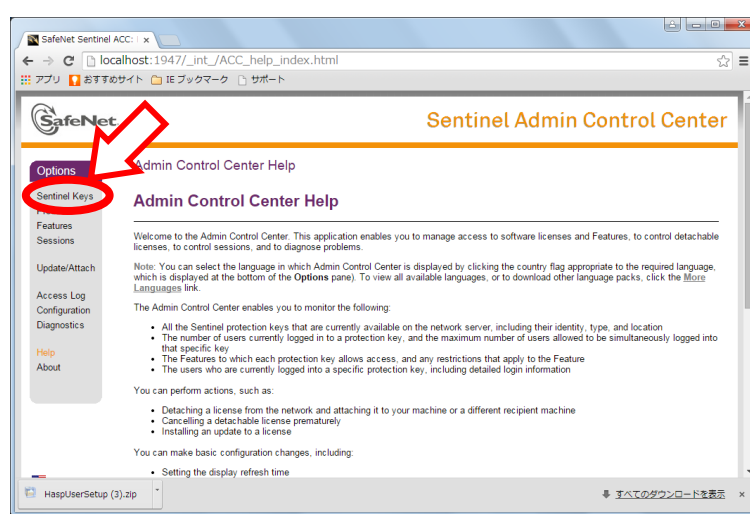 SafeNet Sentinel ACC:
localhost:1947/_int_/ACC_help_index.html
アプリ おすすめサイト IE ブックマーク サポート
SafeNet.
Sentinel Admin Control Center
Options
Sentinel Keys
Features
Sessions
Update/Attach
Access Log
Configuration
Diagnostics
Help
About
Admin Control Center Help
Admin Control Center Help
Welcome to the Admin Control Center. This application enables you to manage access to software licenses and Features, to control detachable
licenses, to control sessions, and to diagnose problems.
Note: You can select the language in which Admin Control Center is displayed by clicking the country flag appropriate to the required language,
which is displayed at the bottom of the Options pane). To view all available languages, or to download other language packs, click the More
Languages link.
The Admin Control Center enables you to monitor the following:
• All the Sentinel protection keys that are currently available on the network server, including their identity, type, and location
• The number of users currently logged in to a protection key, and the maximum number of users allowed to be simultaneously logged into
that specific key
• The Features to which each protection key allows access, and any restrictions that apply to the Feature
• The users who are currently logged into a specific protection key, including detailed login information
You can perform actions, such as:
• Detaching a license from the network and attaching it to your machine or a different recipient machine
• Cancelling a detachable license prematurely
• Installing an update to a license
You can make basic configuration changes, including:
• Setting the display refresh time
HaspUserSetup (3).zip
すべてのダウンロードを表示